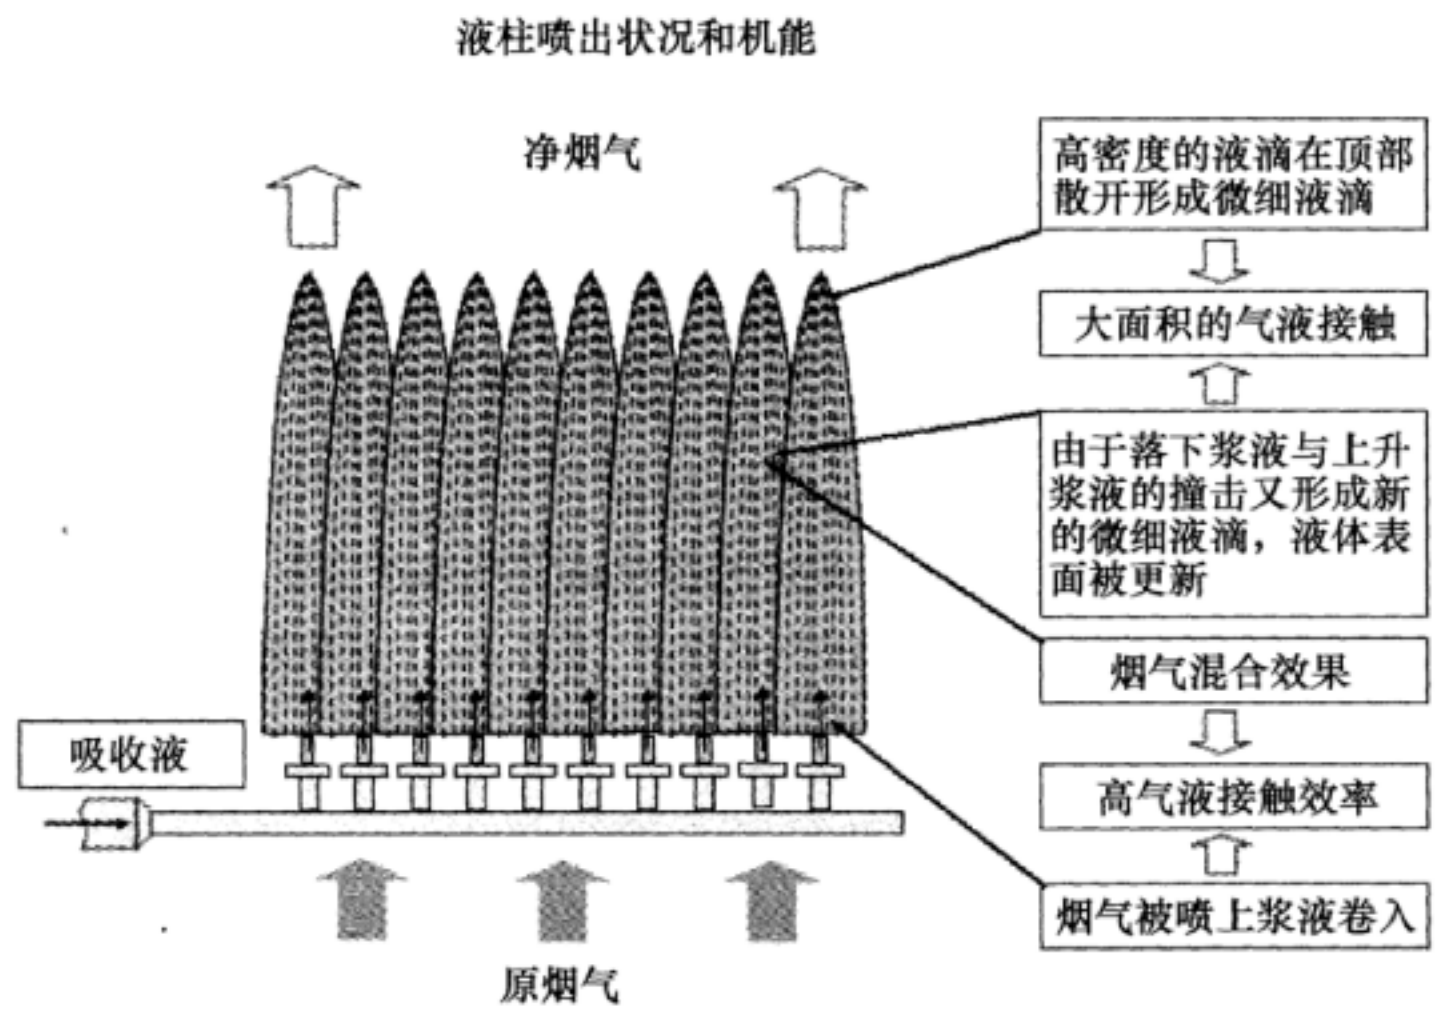 液柱喷出状况和机能
净烟气
高密度的液滴在顶部
散开形成微细液滴
大面积的气液接触
由于落下浆液与上升
浆液的撞击又形成新
的微细液滴，液体表
面被更新
烟气混合效果
吸收液
高气液接触效率
烟气被喷上浆液卷入
原烟气